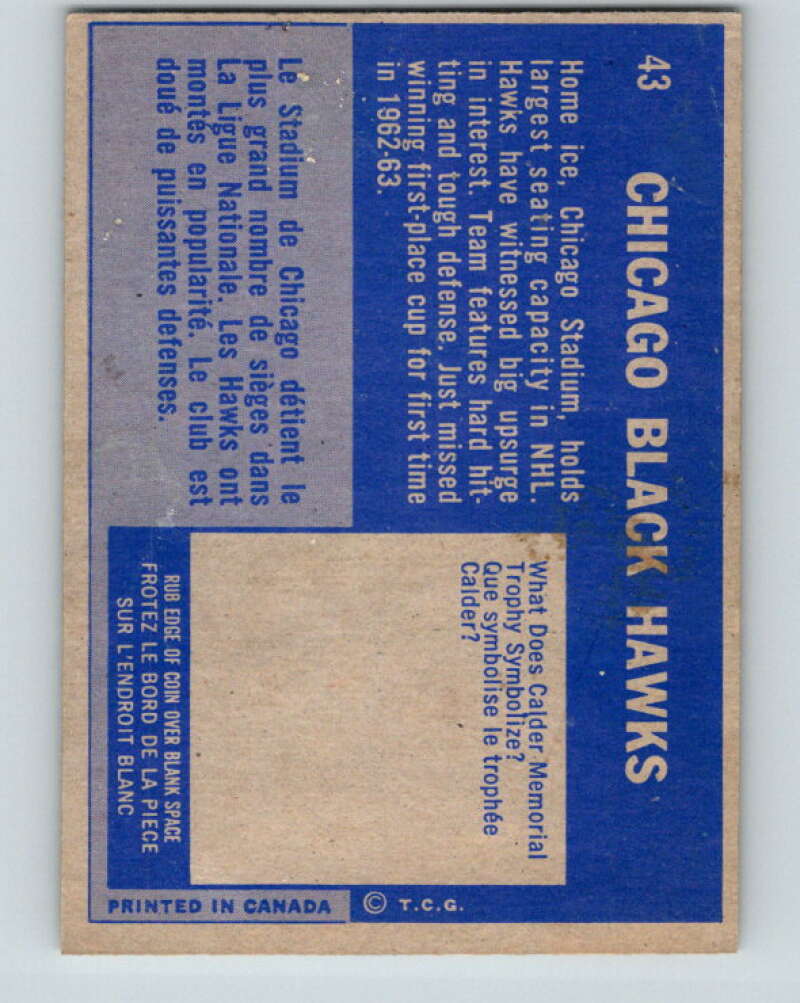 43
CHICAGO BLACK HAWKS
Home ice, Chicago Stadium, holds
largest seating capacity in NHL.
Hawks have witnessed big upsurge
in interest. Team features hard hit-
ting and tough defense. Just missed
winning first-place cup for first time
in 1962-63.
Le Stadium de Chicago détient le
plus grand nombre de sièges dans
La Ligue Nationale. Les Hawks ont
montés en popularité. Le club est
doué de puissantes defenses.
What Does Calder Memorial
Trophy Symbolize?
Que symbolise le trophée
Calder?
RUB EDGE OF COIN OVER BLANK SPACE
FROTEZ LE BORD DE LA PIECE
SUR L'ENDROIT BLANC
PRINTED IN CANADA
© T.C.G.